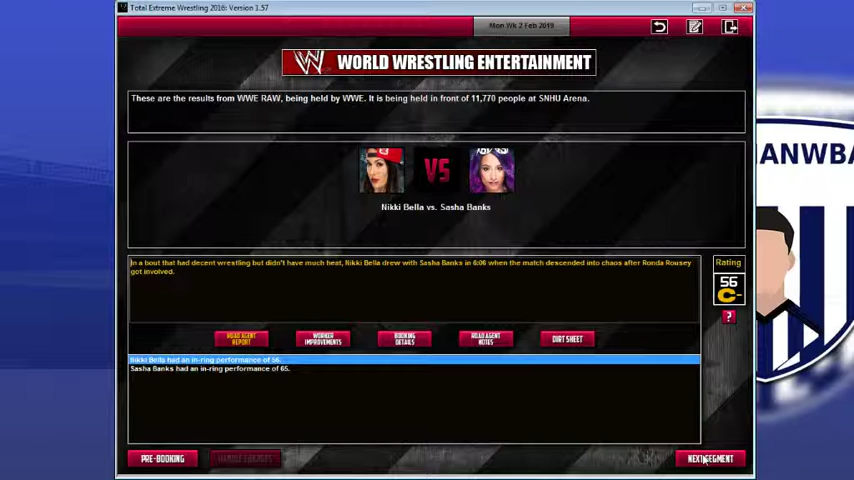 Total Extreme Wrestling 2016: Version 1.57
Mon Wk 2 Feb 2019
WORLD WRESTLING ENTERTAINMENT
These are the results from WWE RAW, being held by WWE. It is being held in front of 11,770 people at SNHU Arena.
VS
Nikki Bella vs. Sasha Banks
In a bout that had decent wrestling but didn't have much heat, Nikki Bella drew with Sasha Banks in 6:06 when the match descended into chaos after Ronda Rousey
got involved.
Rating
56
C-
?
ROAD AGENT
REPORT
WORKER
IMPROVEMENTS
BOOKING
DETAILS
ROAD AGENT
NOTES
DIRT SHEET
Nikki Bella had an in-ring performance of 56.
Sasha Banks had an in-ring performance of 65.
PRE-BOOKING
NEXT SEGMENT
HANWBA